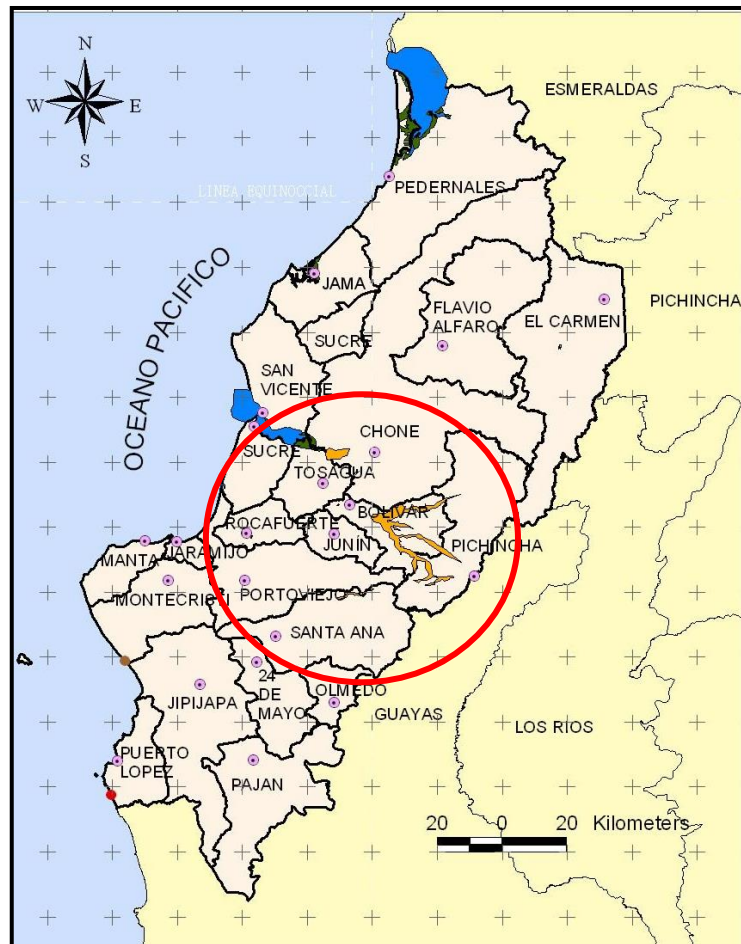 N
W
E
S
ESMERALDAS
PEDERNALES
LINEA EQUINOCCIAL
OCEANO PACIFICO
JAMA
PICHINCHA
FLAVIO
ALFARO
EL CARMEN
SUCRE
SAN
VICENTE
CHONE
SUCRE
TOSAGUA
BOLIVAR
ROCAFUERTE
JUNÍN
PICHINCHA
MANTA
JARAMIJO
MONTECRISTI
PORTOVIEJO
SANTA ANA
24
DE
MAYO
OLMEDO
JIPIJAPA
GUAYAS
LOS RIOS
PUERTO
LOPEZ
PAJAN
20 0 20 Kilometers